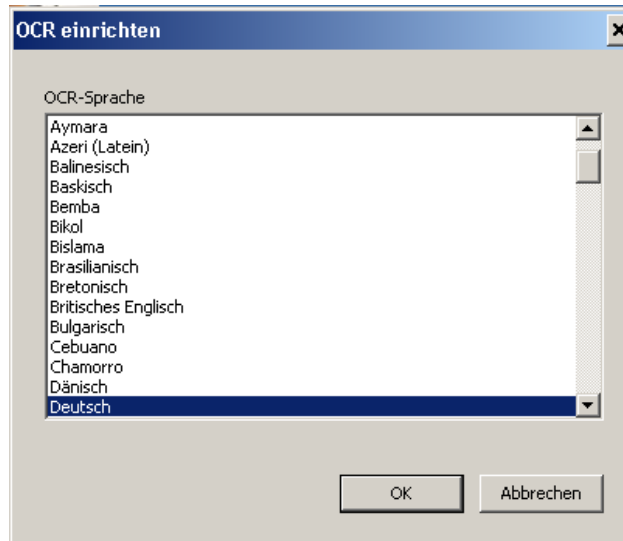 OCR einrichten
OCR-Sprache
Aymara
Azeri (Latein)
Balinesisch
Baskisch
Bemba
Bikol
Bislama
Brasilianisch
Bretonisch
Britisches Englisch
Bulgarisch
Cebuano
Chamorro
Dänisch
Deutsch
OK Abbrechen